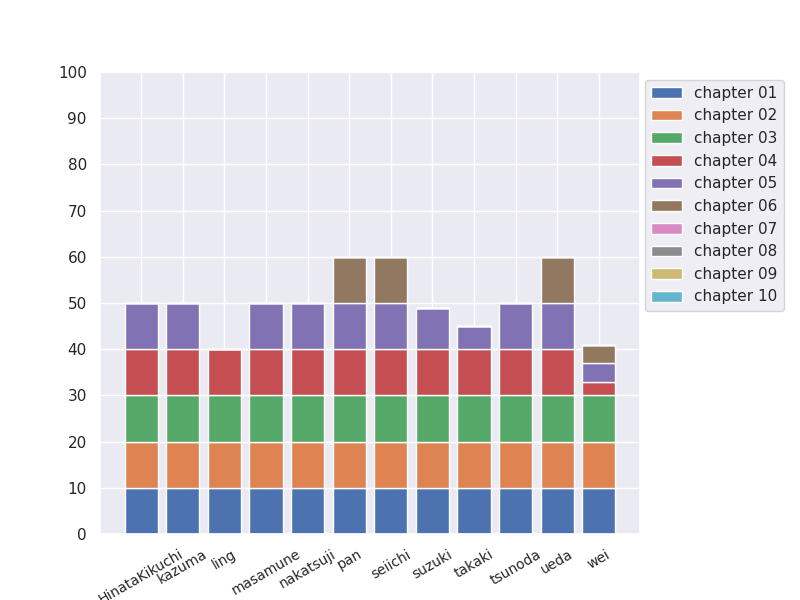 100
90
80
70
60
50
40
30
20
10
0
HinataKikuchi
kazuma
ling
masamune
nakatsuji
pan
seiichi
suzuki
takaki
tsunoda
ueda
wei
chapter 01
chapter 02
chapter 03
chapter 04
chapter 05
chapter 06
chapter 07
chapter 08
chapter 09
chapter 10